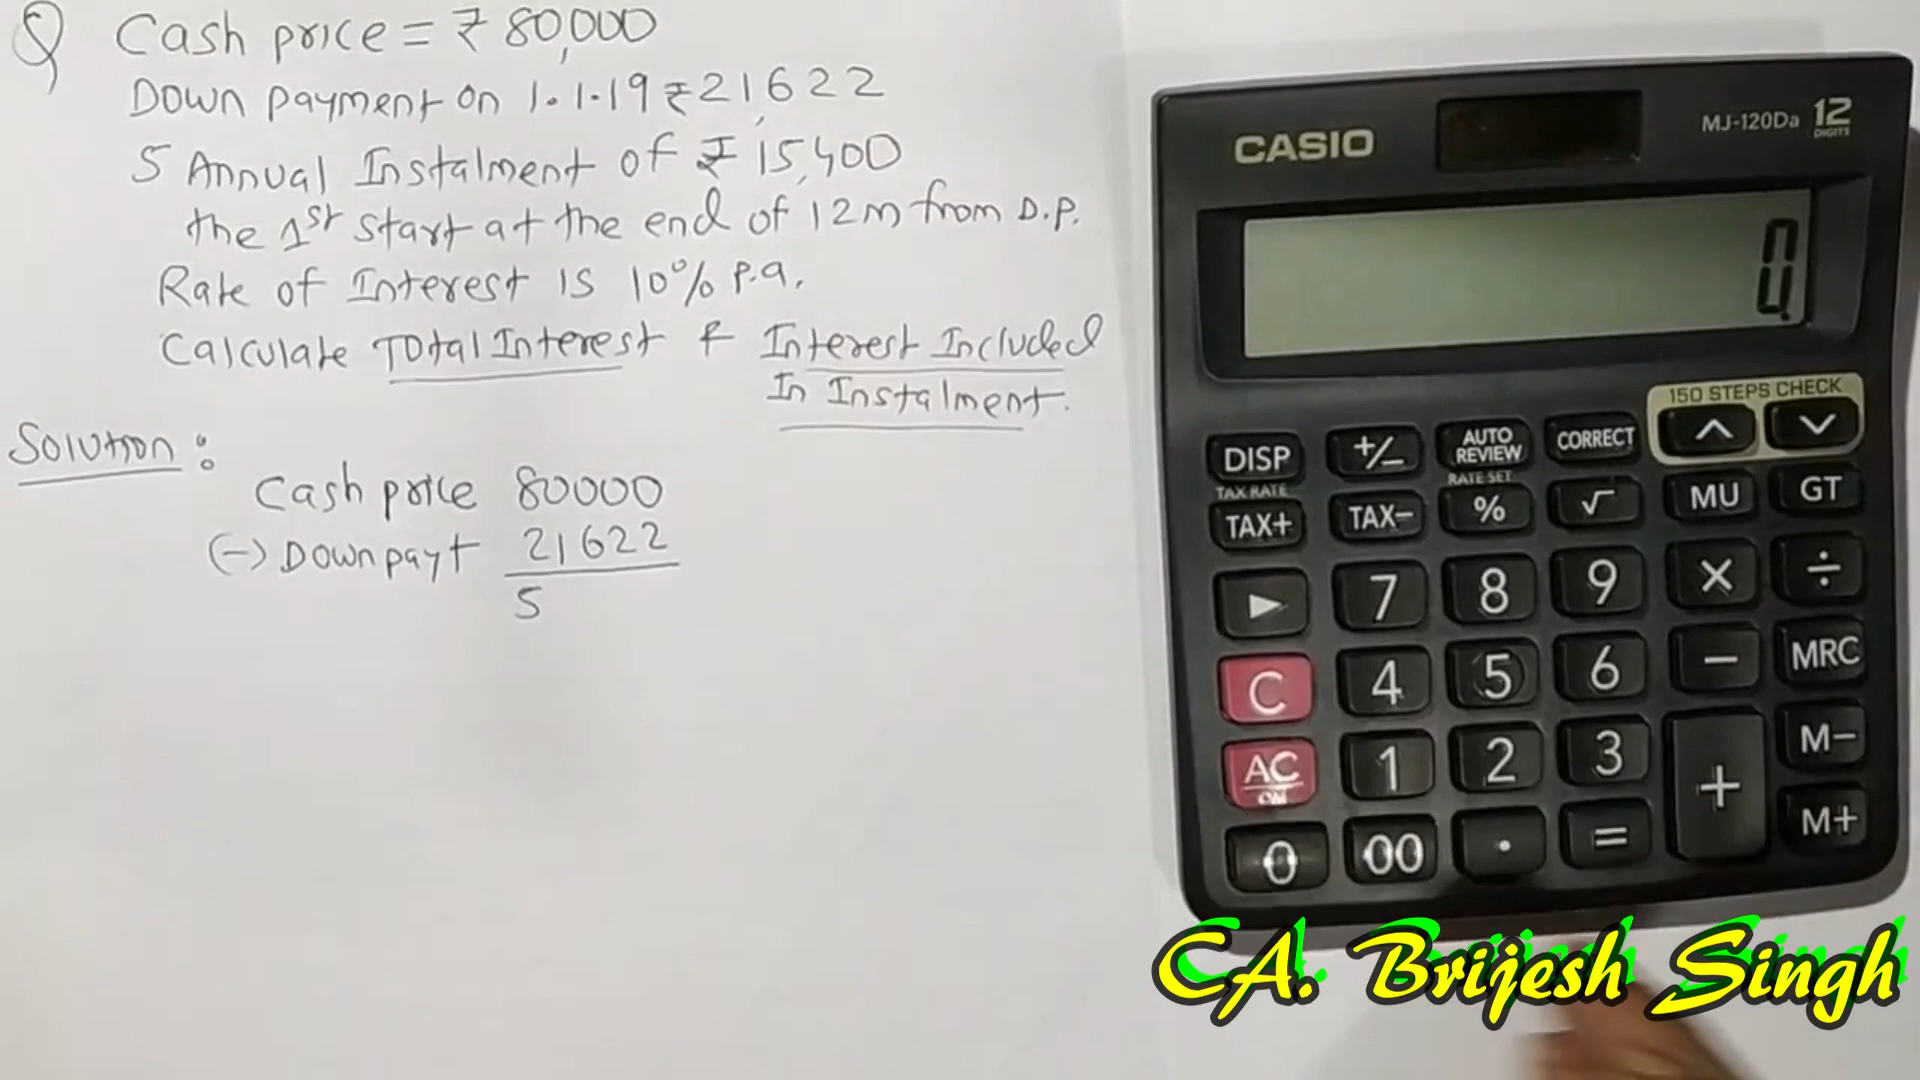 Q Cash price = ₹ 80,000
Down payment on 1.1.19 ₹ 21,622
5 Annual Instalment of ₹ 15,400
the 1st start at the end of 12m from D.P.
Rate of Interest is 10% p.a.
Calculate Total Interest & Interest Included
In Instalment.
Solution :
Cash price 80000
(-) Down payt 21622
5
CASIO
MJ-120Da 12
DIGITS
0.
150 STEPS CHECK
DISP +/− AUTO REVIEW CORRECT
TAX RATE RATE SET
TAX+ TAX− % √ MU GT
▶ 7 8 9 × ÷
C 4 5 6 − MRC
AC ON 1 2 3 + M−
0 00 . = M+
CA. Brijesh Singh